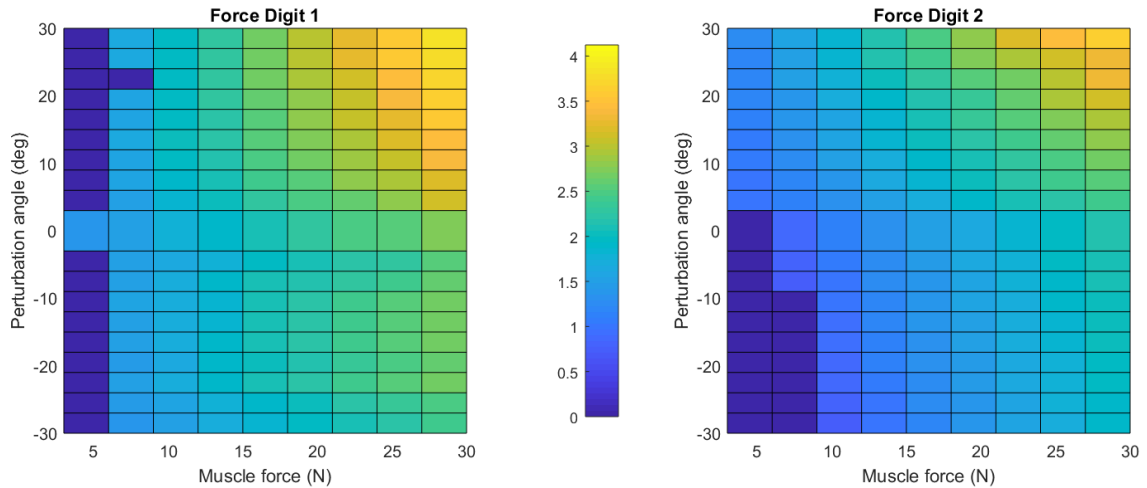 Force Digit 1
30
20
10
0
-10
-20
-30
Perturbation angle (deg)
5 10 15 20 25 30
Muscle force (N)
4
3.5
3
2.5
2
1.5
1
0.5
0
Force Digit 2
30
20
10
0
-10
-20
-30
Perturbation angle (deg)
5 10 15 20 25 30
Muscle force (N)